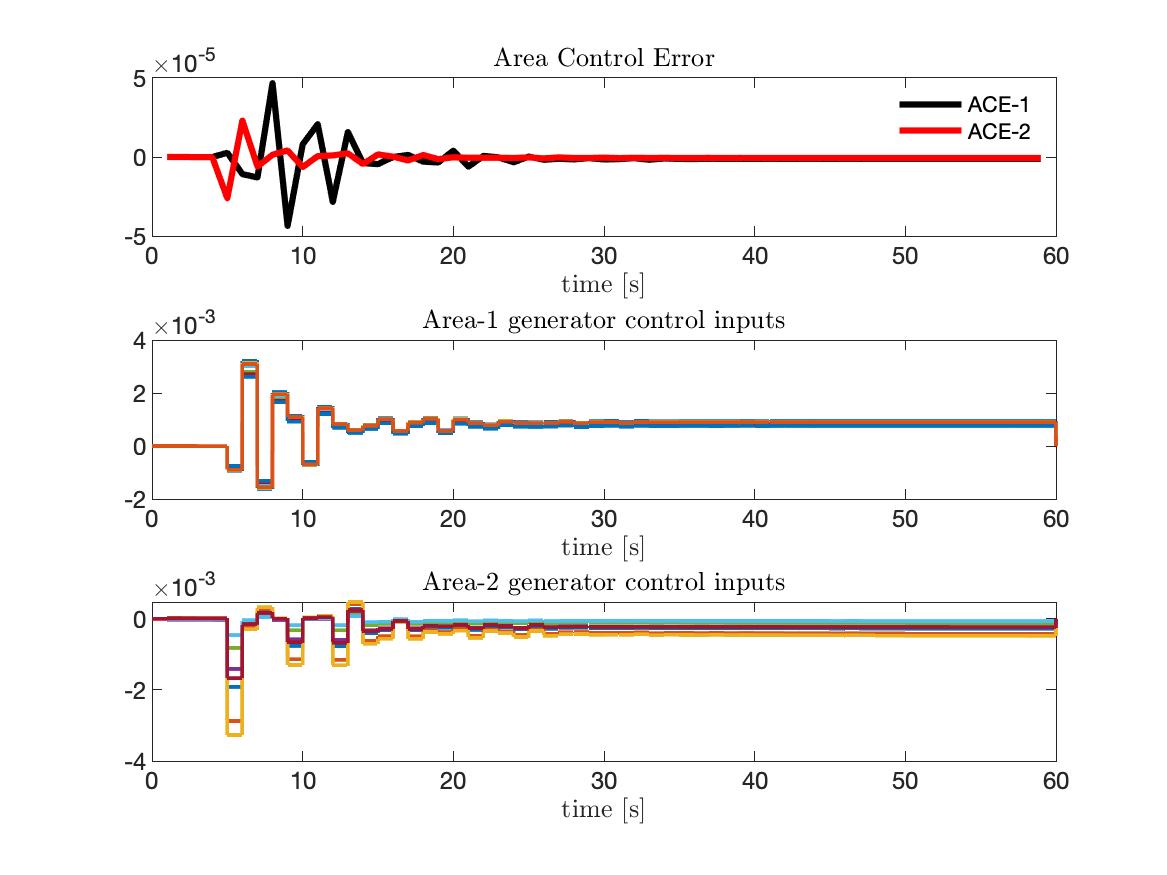 ×10-5
Area Control Error
5
0
-5
ACE-1
ACE-2
0 10 20 30 40 50 60
time [s]
×10-3
Area-1 generator control inputs
4
2
0
-2
0 10 20 30 40 50 60
time [s]
×10-3
Area-2 generator control inputs
0
-2
-4
0 10 20 30 40 50 60
time [s]